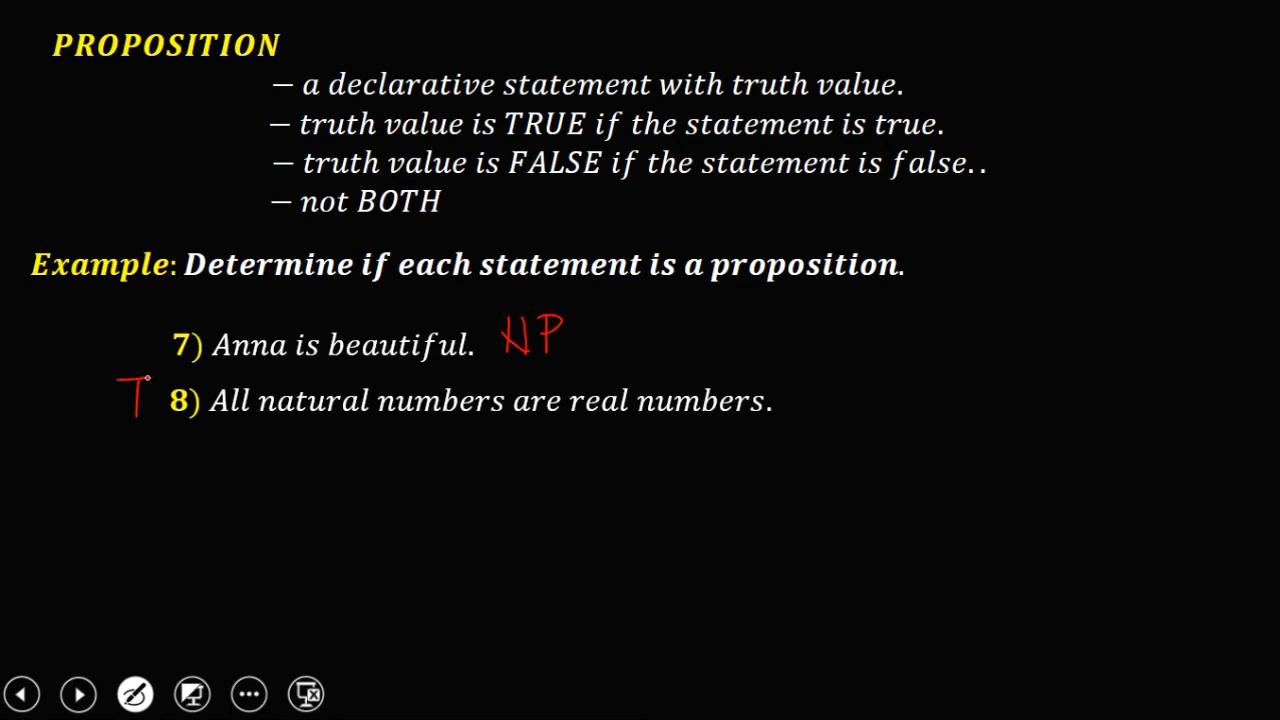 PROPOSITION
– a declarative statement with truth value.
– truth value is TRUE if the statement is true.
– truth value is FALSE if the statement is false..
– not BOTH
Example: Determine if each statement is a proposition.
7) Anna is beautiful. NP
T 8) All natural numbers are real numbers.